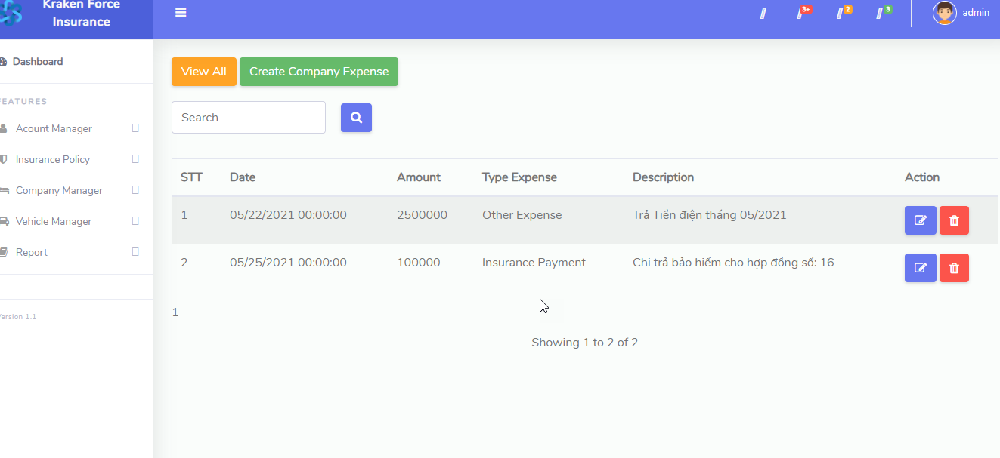 Kraken Force
Insurance
3+
2
3
admin
Dashboard
FEATURES
Acount Manager
Insurance Policy
Company Manager
Vehicle Manager
Report
Version 1.1
View All
Create Company Expense
Search
STT Date Amount Type Expense Description Action
1 05/22/2021 00:00:00 2500000 Other Expense Trả Tiền điện tháng 05/2021
2 05/25/2021 00:00:00 100000 Insurance Payment Chi trả bảo hiểm cho hợp đồng số: 16
1
Showing 1 to 2 of 2